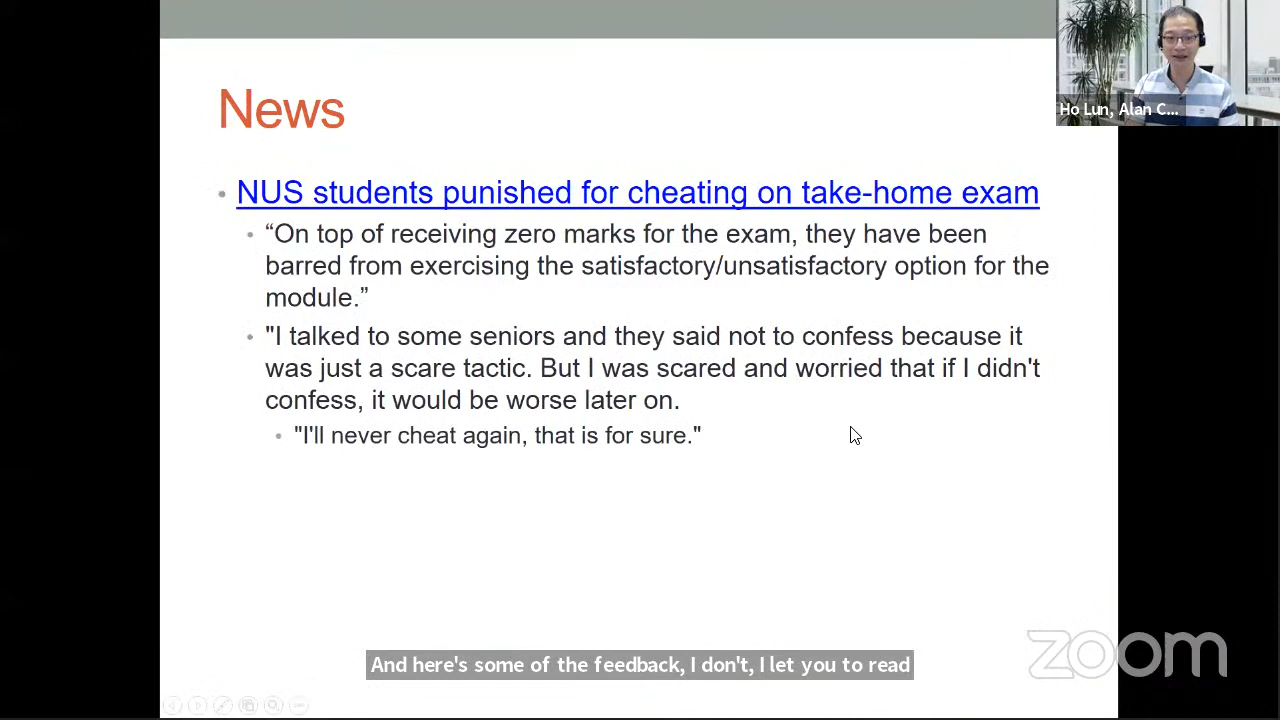 News
Ho Lun, Alan C...
• NUS students punished for cheating on take-home exam
• “On top of receiving zero marks for the exam, they have been
barred from exercising the satisfactory/unsatisfactory option for the
module.”
• "I talked to some seniors and they said not to confess because it
was just a scare tactic. But I was scared and worried that if I didn't
confess, it would be worse later on.
• "I'll never cheat again, that is for sure."
And here's some of the feedback, I don't, I let you to read
zoom